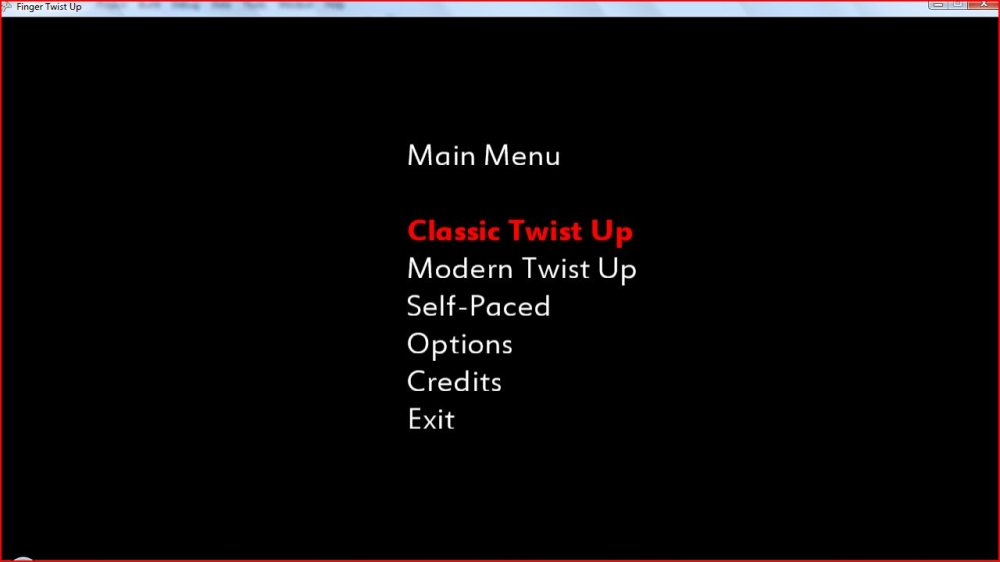 Finger Twist Up
Main Menu
Classic Twist Up
Modern Twist Up
Self-Paced
Options
Credits
Exit